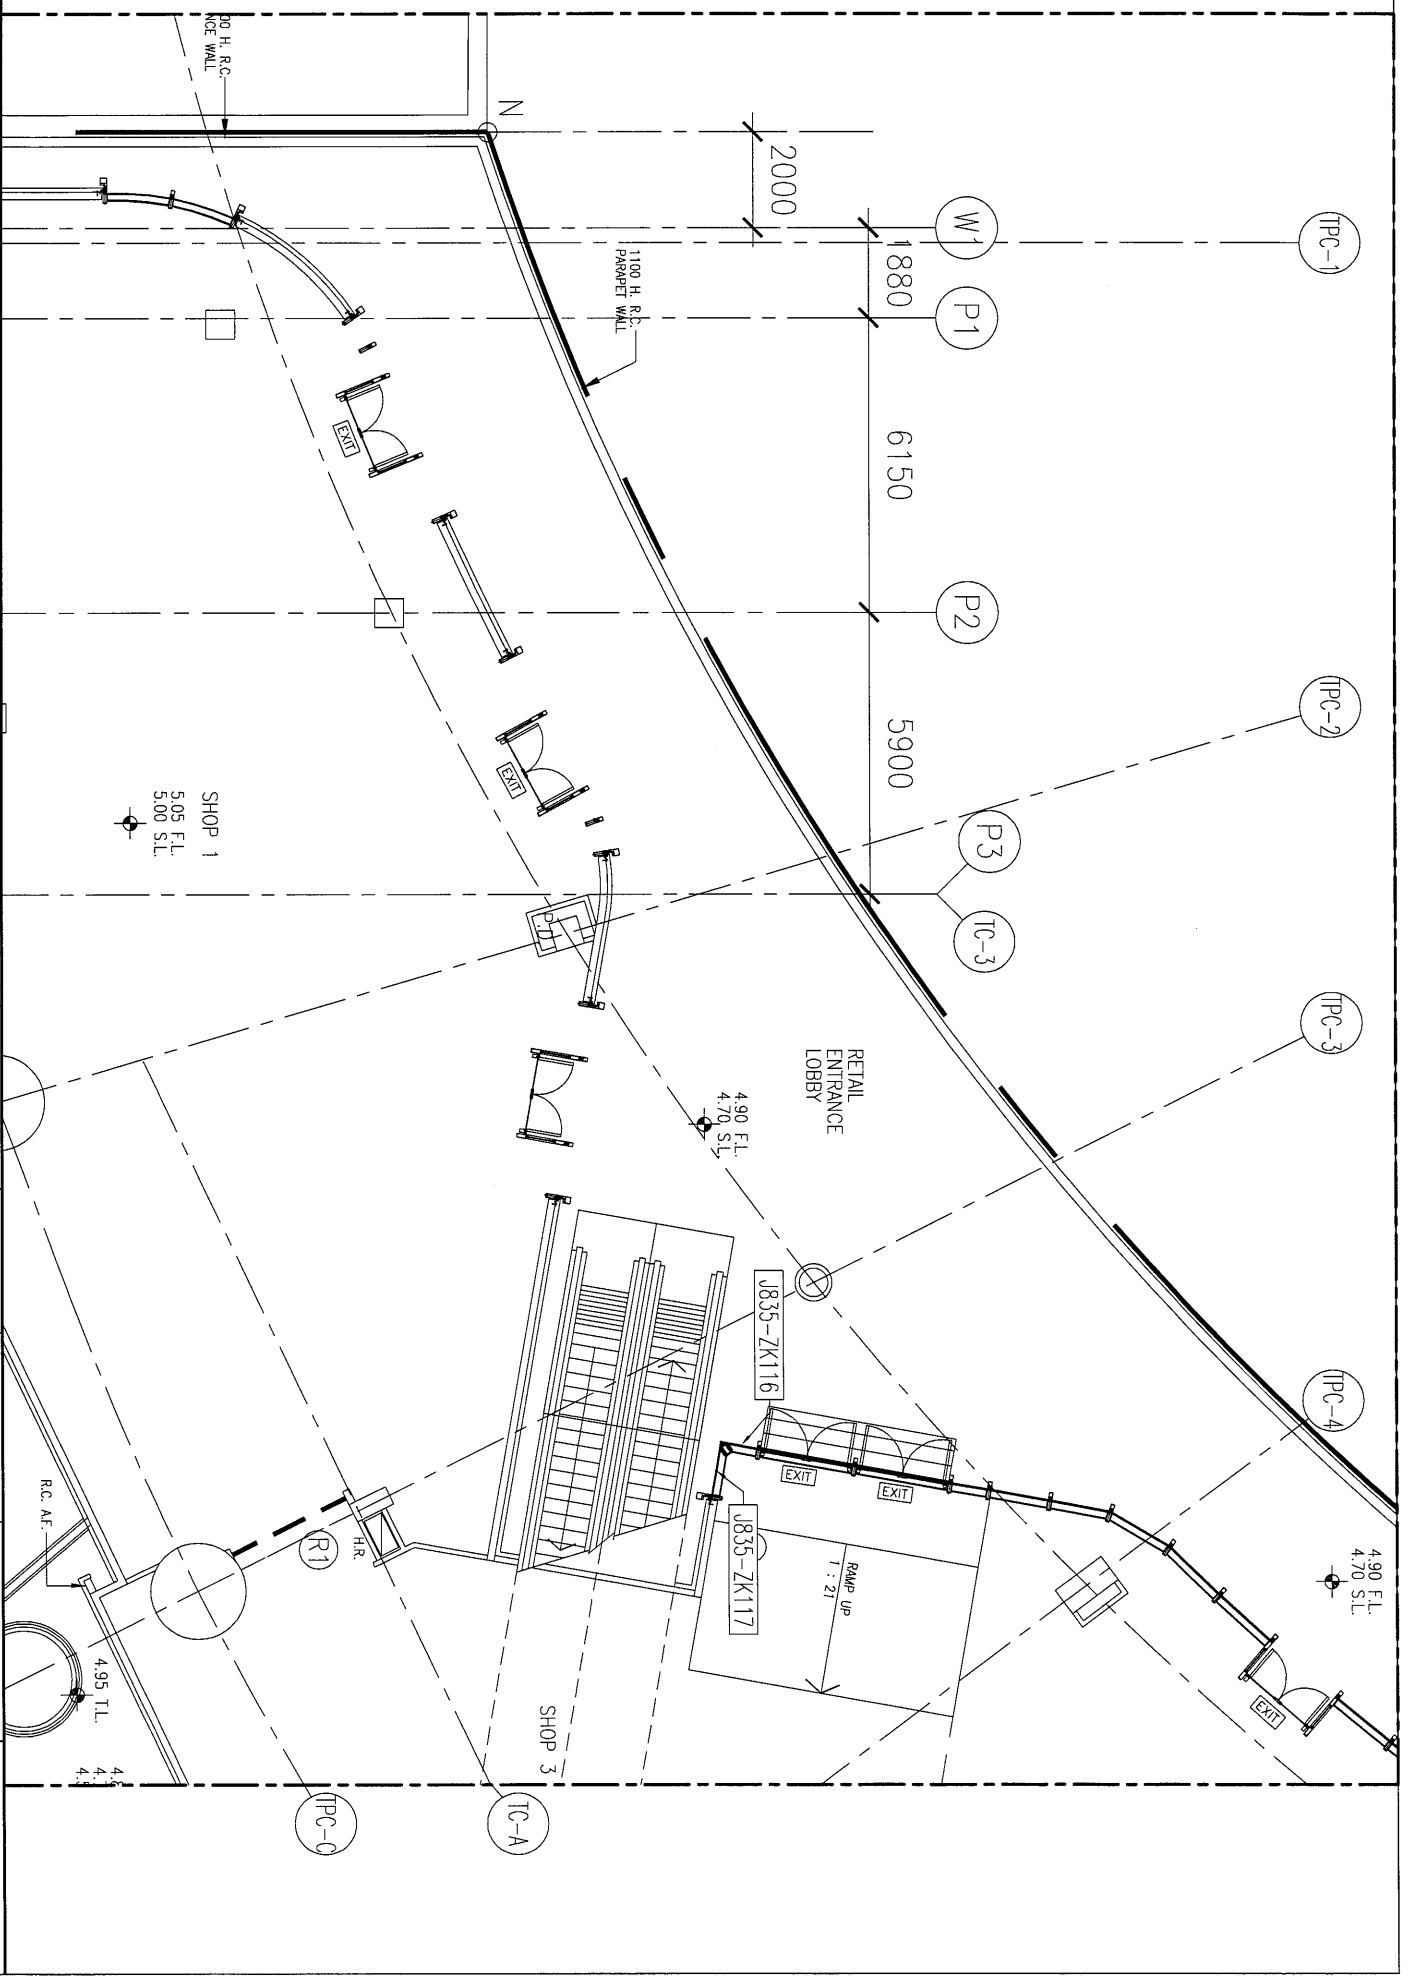 TPC-1
TPC-2
TPC-3
TPC-4
W1
P1
P2
P3
TC-3
2000
1880
6150
5900
N
00 H. R.C.
NCE WALL
1100 H. R.C.
PARAPET WALL
EXIT
EXIT
SHOP 1
5.05 F.L.
5.00 S.L.
P.D
RETAIL
ENTRANCE
LOBBY
4.90 F.L.
4.70 S.L.
4.90 F.L.
4.70 S.L.
J835-ZK116
J835-ZK117
EXIT
EXIT
EXIT
RAMP UP
1 : 21
H.R.
R1
R.C. A.F.
4.95 T.L.
SHOP 3
TC-A
TPC-C